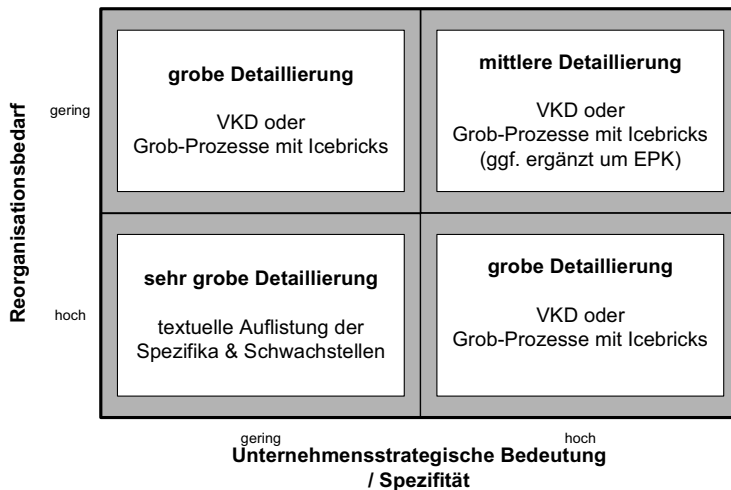 Reorganisationsbedarf
gering
grobe Detaillierung
VKD oder
Grob-Prozesse mit Icebricks
mittlere Detaillierung
VKD oder
Grob-Prozesse mit Icebricks
(ggf. ergänzt um EPK)
hoch
sehr grobe Detaillierung
textuelle Auflistung der
Spezifika & Schwachstellen
grobe Detaillierung
VKD oder
Grob-Prozesse mit Icebricks
gering
hoch
Unternehmensstrategische Bedeutung
/ Spezifität